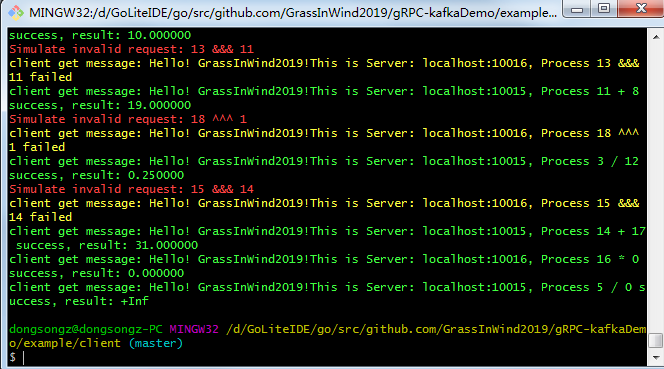 MINGW32:/d/GoLiteIDE/go/src/github.com/GrassInWind2019/gRPC-kafkaDemo/example...
success, result: 10.000000
Simulate invalid request: 13 &&& 11
client get message: Hello! GrassInWind2019!This is Server: localhost:10016, Process 13 &&&
11 failed
client get message: Hello! GrassInWind2019!This is Server: localhost:10015, Process 11 + 8
success, result: 19.000000
Simulate invalid request: 18 ^^^ 1
client get message: Hello! GrassInWind2019!This is Server: localhost:10016, Process 18 ^^^
1 failed
client get message: Hello! GrassInWind2019!This is Server: localhost:10015, Process 3 / 12
success, result: 0.250000
Simulate invalid request: 15 &&& 14
client get message: Hello! GrassInWind2019!This is Server: localhost:10016, Process 15 &&&
14 failed
client get message: Hello! GrassInWind2019!This is Server: localhost:10015, Process 14 + 17
success, result: 31.000000
client get message: Hello! GrassInWind2019!This is Server: localhost:10016, Process 16 * 0
success, result: 0.000000
client get message: Hello! GrassInWind2019!This is Server: localhost:10015, Process 5 / 0 s
uccess, result: +Inf
dongsongz@dongsongz-PC MINGW32 /d/GoLiteIDE/go/src/github.com/GrassInWind2019/gRPC-kafkaDem
o/example/client (master)
$